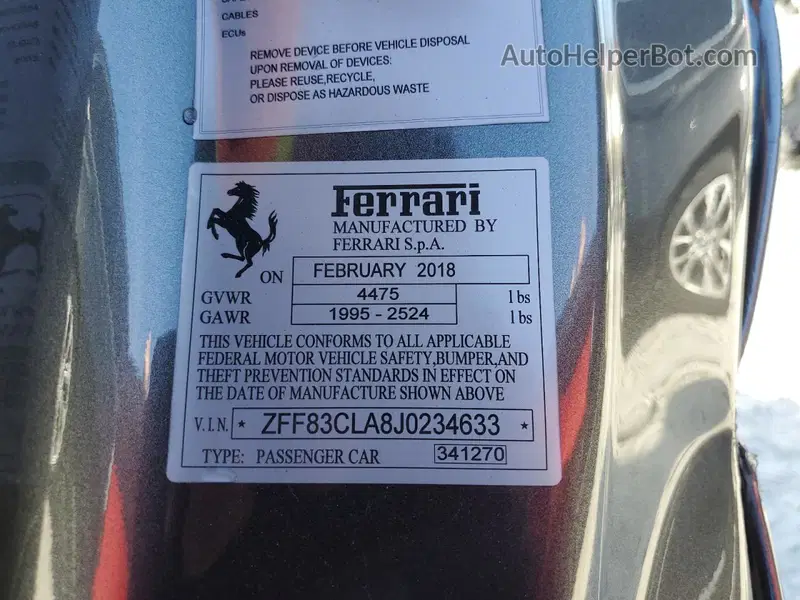 CABLES
ECUs
REMOVE DEVICE BEFORE VEHICLE DISPOSAL
UPON REMOVAL OF DEVICES:
PLEASE REUSE,RECYCLE,
OR DISPOSE AS HAZARDOUS WASTE
AutoHelperBot.com
Ferrari
MANUFACTURED BY
FERRARI S.p.A.
ON FEBRUARY 2018
GVWR 4475 lbs
GAWR 1995 - 2524 lbs
THIS VEHICLE CONFORMS TO ALL APPLICABLE
FEDERAL MOTOR VEHICLE SAFETY,BUMPER,AND
THEFT PREVENTION STANDARDS IN EFFECT ON
THE DATE OF MANUFACTURE SHOWN ABOVE
V.I.N. * ZFF83CLA8J0234633 *
TYPE: PASSENGER CAR 341270